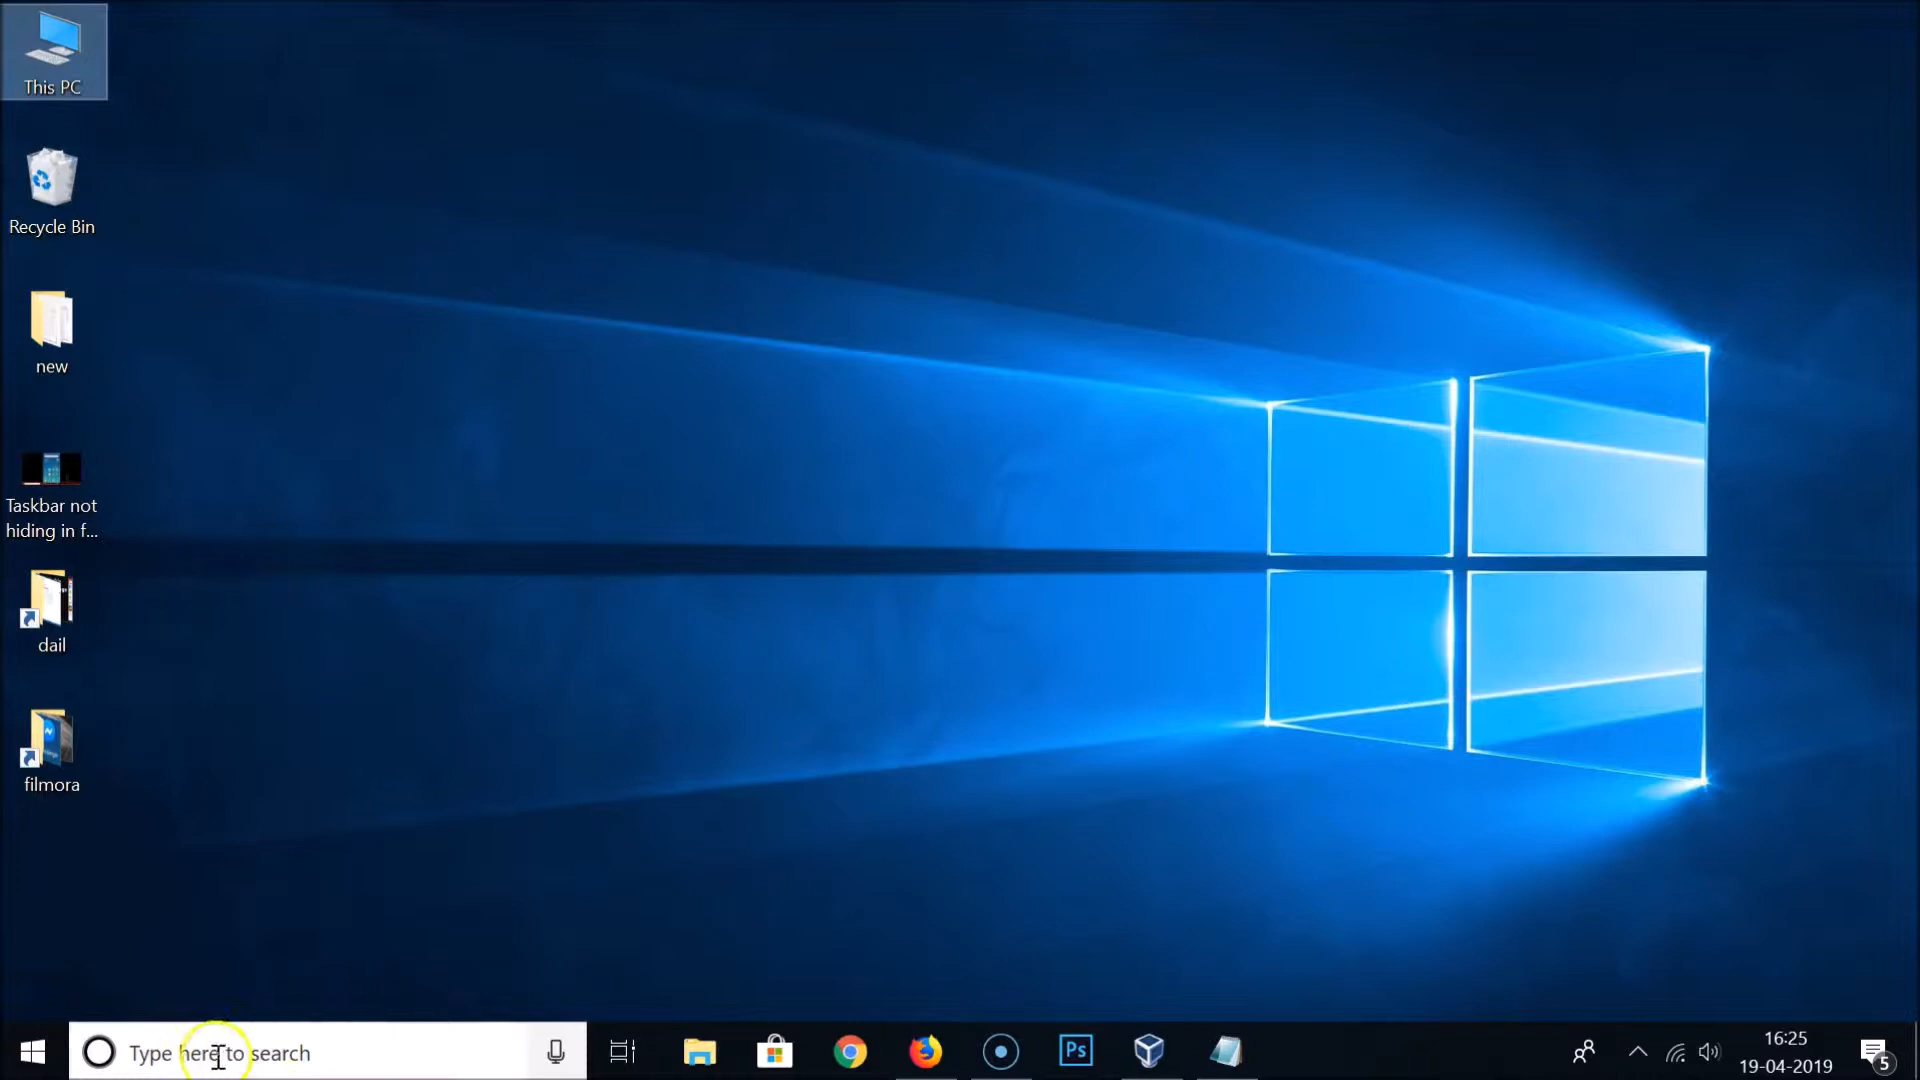 This PC
Recycle Bin
new
Taskbar not
hiding in f...
dail
filmora
Type here to search
Ps
16:25
19-04-2019
5